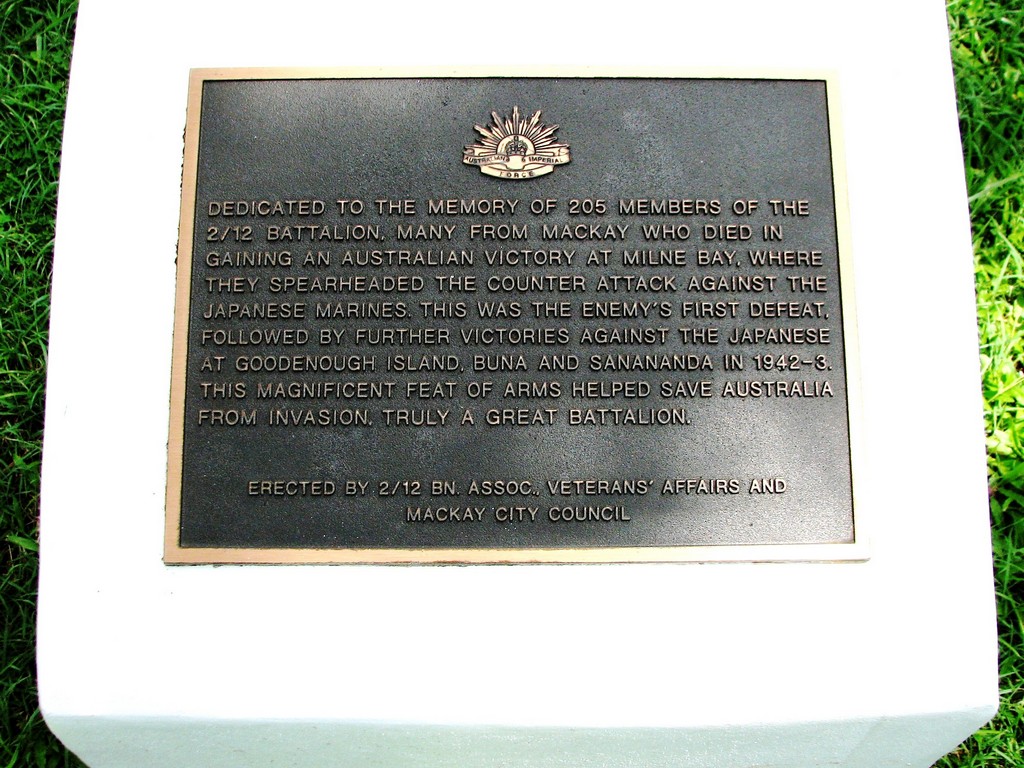 AUSTRALIAN IMPERIAL
FORCE
DEDICATED TO THE MEMORY OF 205 MEMBERS OF THE
2/12 BATTALION, MANY FROM MACKAY WHO DIED IN
GAINING AN AUSTRALIAN VICTORY AT MILNE BAY, WHERE
THEY SPEARHEADED THE COUNTER ATTACK AGAINST THE
JAPANESE MARINES. THIS WAS THE ENEMY'S FIRST DEFEAT,
FOLLOWED BY FURTHER VICTORIES AGAINST THE JAPANESE
AT GOODENOUGH ISLAND, BUNA AND SANANANDA IN 1942-3.
THIS MAGNIFICENT FEAT OF ARMS HELPED SAVE AUSTRALIA
FROM INVASION. TRULY A GREAT BATTALION.
ERECTED BY 2/12 BN. ASSOC., VETERANS' AFFAIRS AND
MACKAY CITY COUNCIL